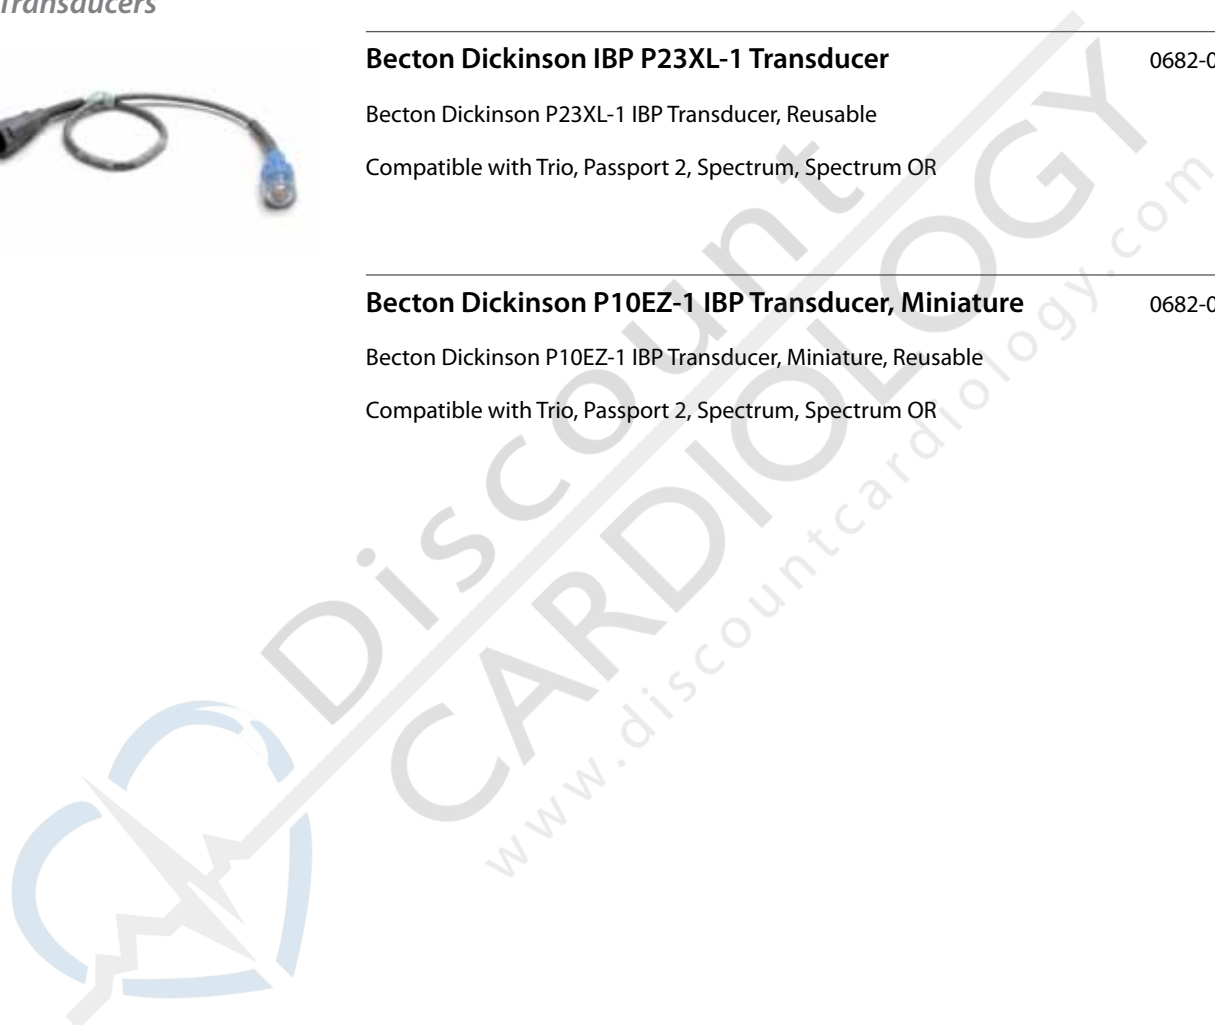 Transducers
Becton Dickinson IBP P23XL-1 Transducer 0682-0
Becton Dickinson P23XL-1 IBP Transducer, Reusable
Compatible with Trio, Passport 2, Spectrum, Spectrum OR
Becton Dickinson P10EZ-1 IBP Transducer, Miniature 0682-0
Becton Dickinson P10EZ-1 IBP Transducer, Miniature, Reusable
Compatible with Trio, Passport 2, Spectrum, Spectrum OR
Discount
CARDIOLOGY
www.discountcardiology.com